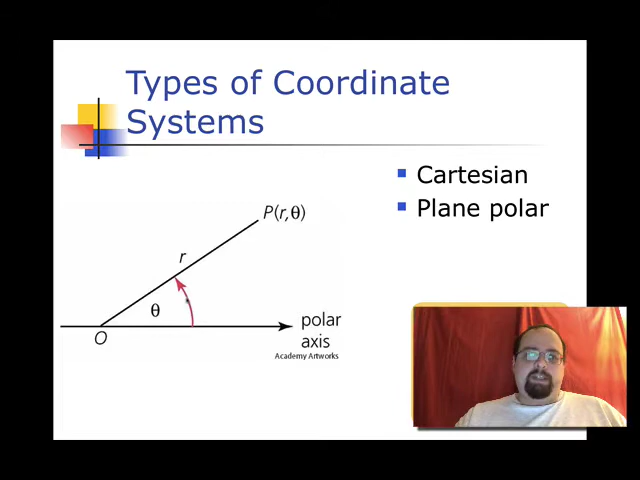 Types of Coordinate
Systems
Cartesian
Plane polar
P(r,θ)
r
θ
O
polar
axis
Academy Artworks